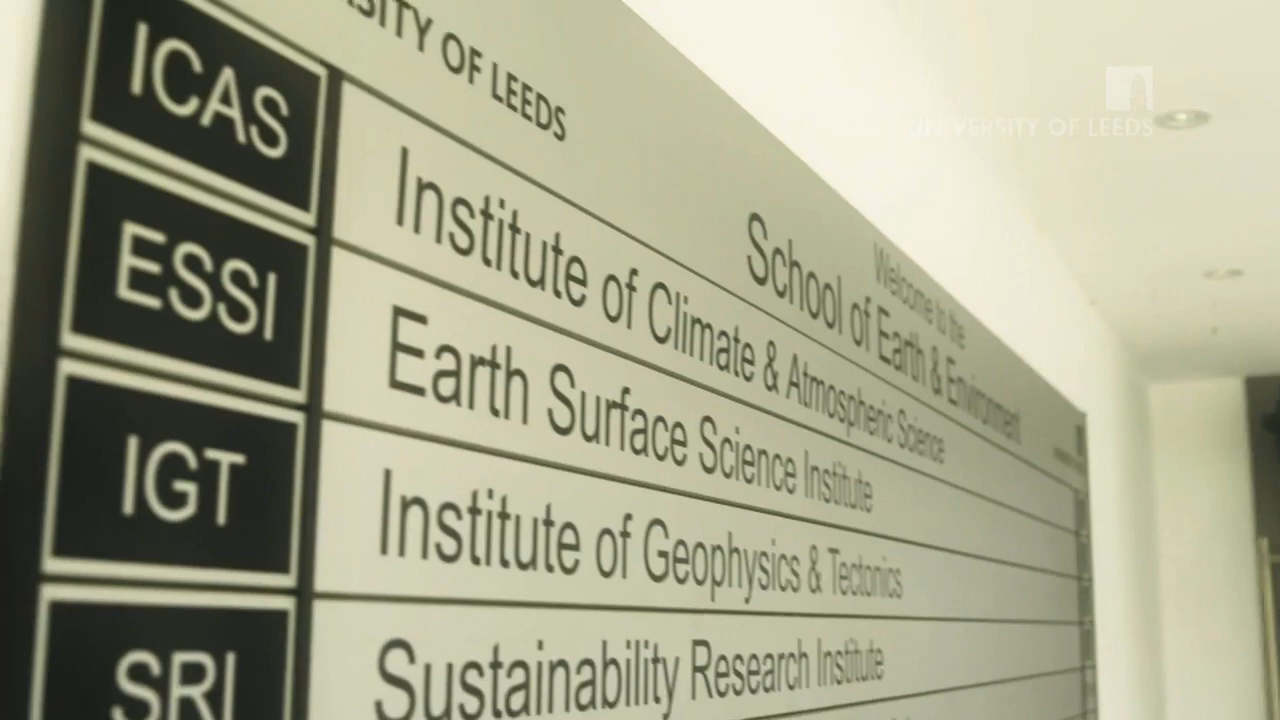 RSITY OF LEEDS
UNIVERSITY OF LEEDS
Welcome to the
School of Earth & Environment
ICAS Institute of Climate & Atmospheric Science
ESSI Earth Surface Science Institute
IGT Institute of Geophysics & Tectonics
SRI Sustainability Research Institute